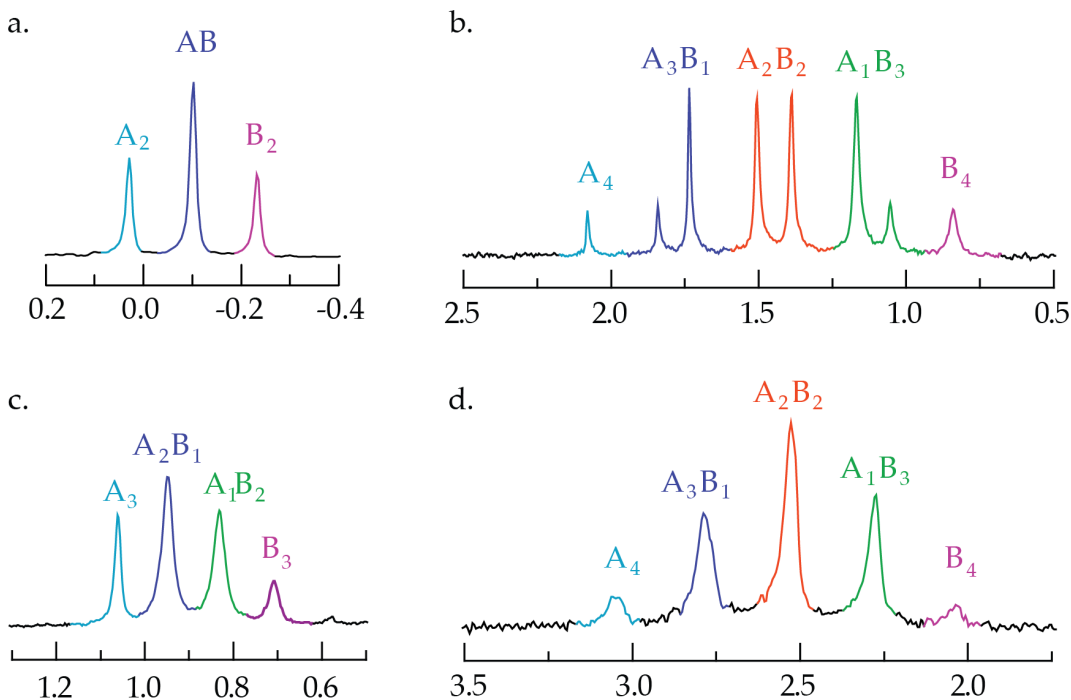 a.
AB
A₂
B₂
0.2 0.0 -0.2 -0.4
b.
A₃B₁ A₂B₂ A₁B₃
A₄
B₄
2.5 2.0 1.5 1.0 0.5
c.
A₂B₁
A₃
A₁B₂
B₃
1.2 1.0 0.8 0.6
d.
A₂B₂
A₃B₁
A₁B₃
A₄
B₄
3.5 3.0 2.5 2.0